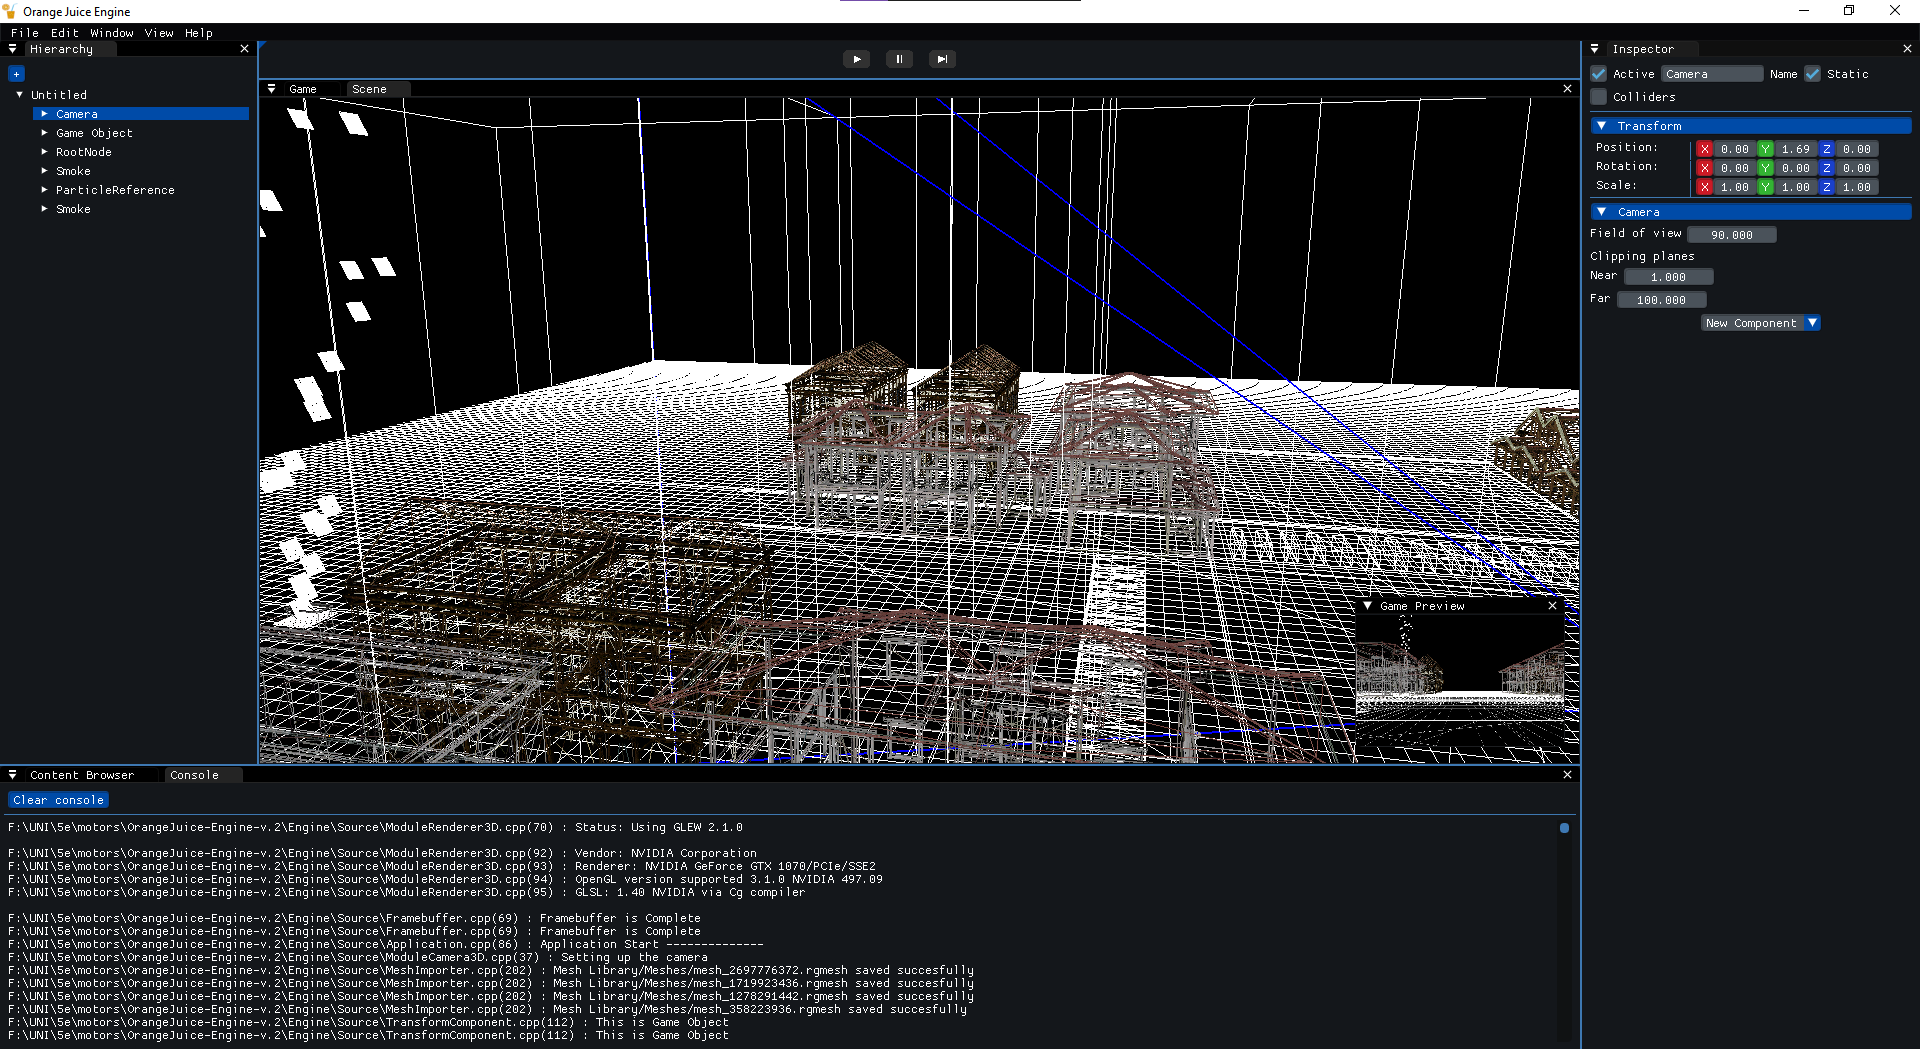 Orange Juice Engine
File Edit Window View Help
Hierarchy
+
Untitled
Camera
Game Object
RootNode
Smoke
ParticleReference
Smoke
Game Scene
Game Preview
Inspector
Active Camera Name Static
Colliders
Transform
Position: X 0.00 Y 1.69 Z 0.00
Rotation: X 0.00 Y 0.00 Z 0.00
Scale: X 1.00 Y 1.00 Z 1.00
Camera
Field of view 90.000
Clipping planes
Near 1.000
Far 100.000
New Component
Content Browser Console
Clear console
F:\UNI\5e\motors\OrangeJuice-Engine-v.2\Engine\Source\ModuleRenderer3D.cpp(70) : Status: Using GLEW 2.1.0
F:\UNI\5e\motors\OrangeJuice-Engine-v.2\Engine\Source\ModuleRenderer3D.cpp(92) : Vendor: NVIDIA Corporation
F:\UNI\5e\motors\OrangeJuice-Engine-v.2\Engine\Source\ModuleRenderer3D.cpp(93) : Renderer: NVIDIA GeForce GTX 1070/PCIe/SSE2
F:\UNI\5e\motors\OrangeJuice-Engine-v.2\Engine\Source\ModuleRenderer3D.cpp(94) : OpenGL version supported 3.1.0 NVIDIA 497.09
F:\UNI\5e\motors\OrangeJuice-Engine-v.2\Engine\Source\ModuleRenderer3D.cpp(95) : GLSL: 1.40 NVIDIA via Cg compiler
F:\UNI\5e\motors\OrangeJuice-Engine-v.2\Engine\Source\Framebuffer.cpp(69) : Framebuffer is Complete
F:\UNI\5e\motors\OrangeJuice-Engine-v.2\Engine\Source\Framebuffer.cpp(69) : Framebuffer is Complete
F:\UNI\5e\motors\OrangeJuice-Engine-v.2\Engine\Source\Application.cpp(86) : Application Start --------------
F:\UNI\5e\motors\OrangeJuice-Engine-v.2\Engine\Source\ModuleCamera3D.cpp(37) : Setting up the camera
F:\UNI\5e\motors\OrangeJuice-Engine-v.2\Engine\Source\MeshImporter.cpp(202) : Mesh Library/Meshes/mesh_2697776372.rgmesh saved succesfully
F:\UNI\5e\motors\OrangeJuice-Engine-v.2\Engine\Source\MeshImporter.cpp(202) : Mesh Library/Meshes/mesh_1719923436.rgmesh saved succesfully
F:\UNI\5e\motors\OrangeJuice-Engine-v.2\Engine\Source\MeshImporter.cpp(202) : Mesh Library/Meshes/mesh_1278291442.rgmesh saved succesfully
F:\UNI\5e\motors\OrangeJuice-Engine-v.2\Engine\Source\MeshImporter.cpp(202) : Mesh Library/Meshes/mesh_358223936.rgmesh saved succesfully
F:\UNI\5e\motors\OrangeJuice-Engine-v.2\Engine\Source\TransformComponent.cpp(112) : This is Game Object
F:\UNI\5e\motors\OrangeJuice-Engine-v.2\Engine\Source\TransformComponent.cpp(112) : This is Game Object